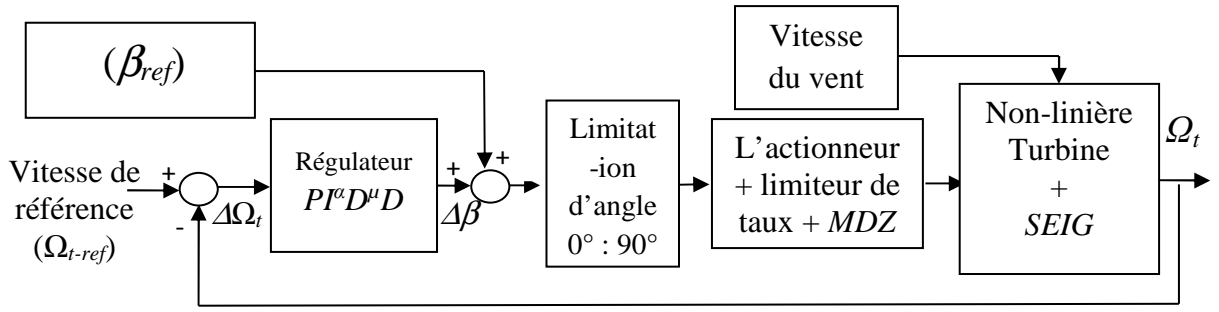 (βref)
Vitesse
du vent
Vitesse de
référence
(Ωt-ref)
+
-
ΔΩt
Régulateur
PIᵅDᵘD
+
Δβ
+
Limitat
-ion
d'angle
0° : 90°
L'actionneur
+ limiteur de
taux + MDZ
Non-linière
Turbine
+
SEIG
Ωt